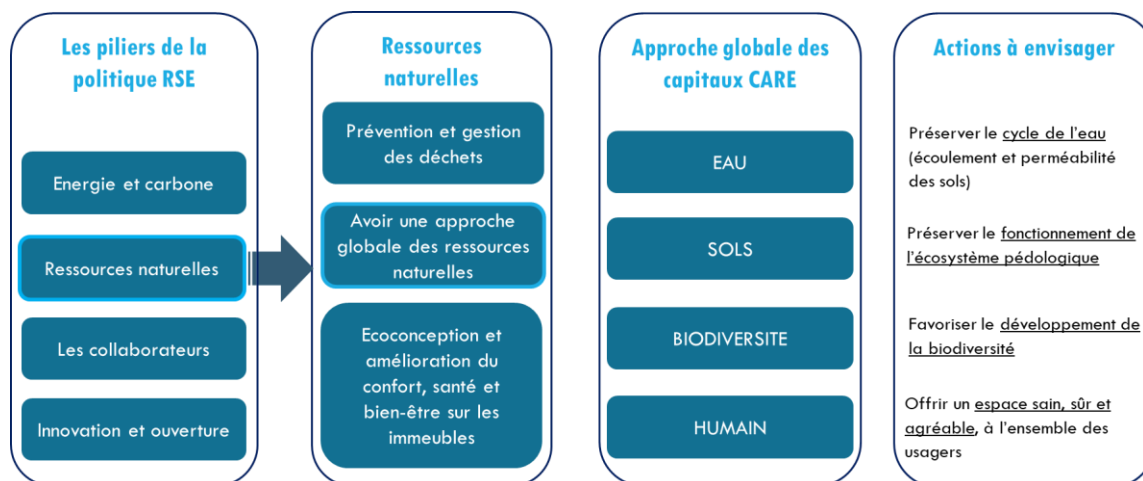 Les piliers de la
politique RSE
Energie et carbone
Ressources naturelles
Les collaborateurs
Innovation et ouverture
Ressources
naturelles
Prévention et gestion
des déchets
Avoir une approche
globale des ressources
naturelles
Ecoconception et
amélioration du
confort, santé et
bien-être sur les
immeubles
Approche globale des
capitaux CARE
EAU
SOLS
BIODIVERSITE
HUMAIN
Actions à envisager
Préserver le cycle de l'eau
(écoulement et perméabilité
des sols)
Préserver le fonctionnement de
l'écosystème pédologique
Favoriser le développement de
la biodiversité
Offrir un espace sain, sûr et
agréable, à l'ensemble des
usagers